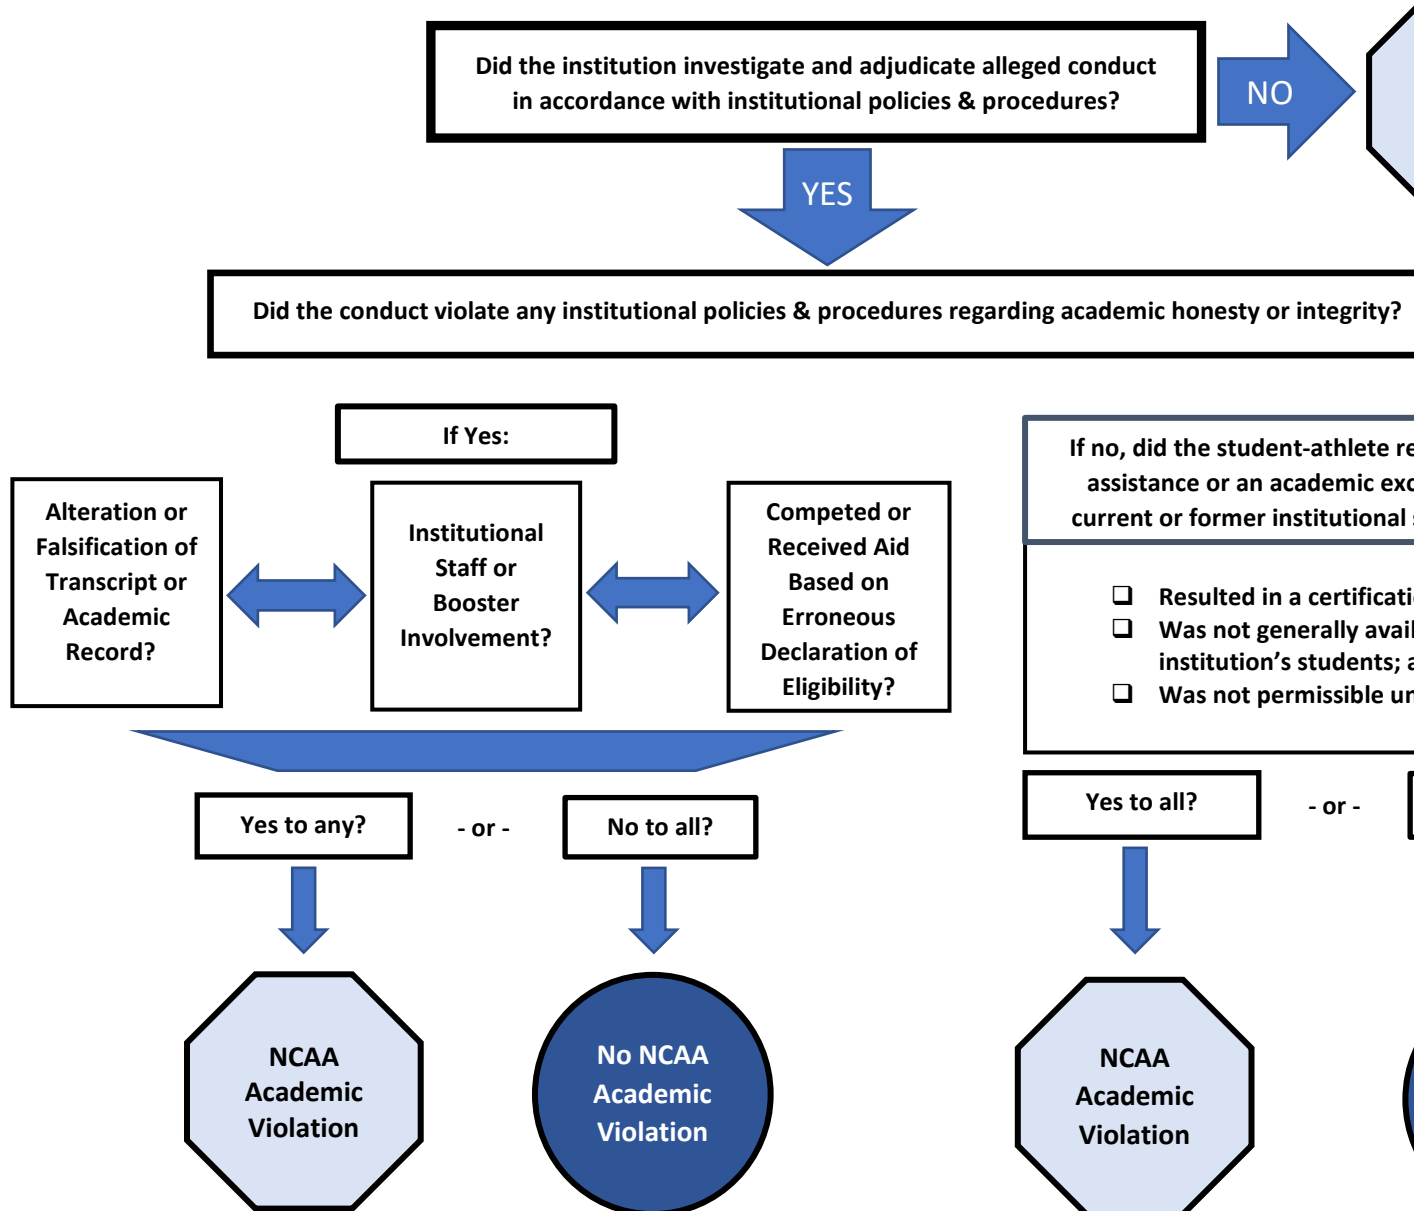 Did the institution investigate and adjudicate alleged conduct
in accordance with institutional policies & procedures?
NO
YES
Did the conduct violate any institutional policies & procedures regarding academic honesty or integrity?
If Yes:
Alteration or
Falsification of
Transcript or
Academic
Record?
Institutional
Staff or
Booster
Involvement?
Competed or
Received Aid
Based on
Erroneous
Declaration of
Eligibility?
If no, did the student-athlete re
assistance or an academic exc
current or former institutional s
❑ Resulted in a certificati
❑ Was not generally avail
institution’s students; a
❑ Was not permissible un
Yes to any?
- or -
No to all?
Yes to all?
- or -
NCAA
Academic
Violation
No NCAA
Academic
Violation
NCAA
Academic
Violation